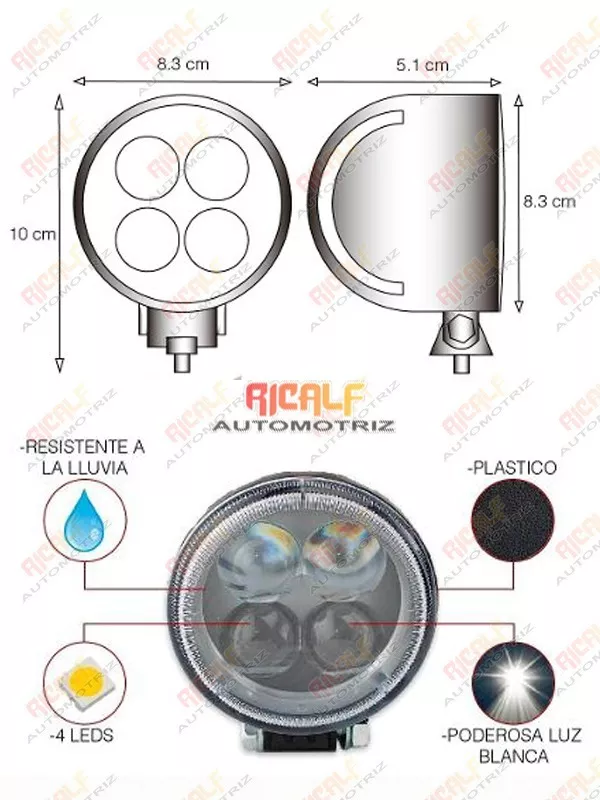 8.3 cm
5.1 cm
10 cm
8.3 cm
RICALF
AUTOMOTRIZ
-RESISTENTE A
LA LLUVIA
-PLASTICO
-4 LEDS
-PODEROSA LUZ
BLANCA